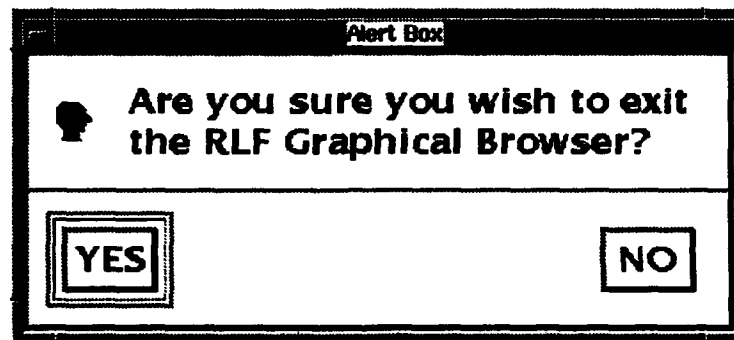 Alert Box
Are you sure you wish to exit
the RLF Graphical Browser?
YES
NO